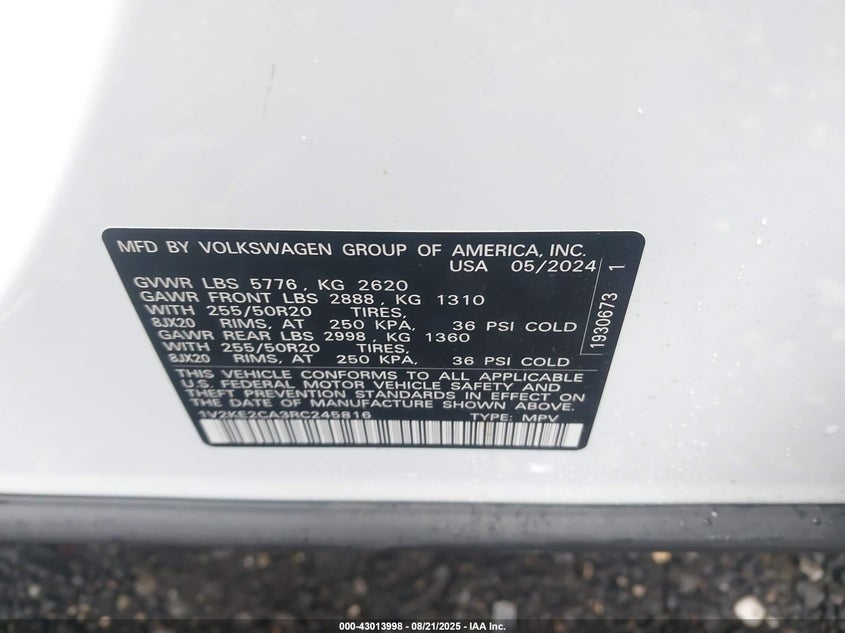 MFD BY VOLKSWAGEN GROUP OF AMERICA, INC.
USA 05/2024
GVWR LBS 5776 , KG 2620
GAWR FRONT LBS 2888 , KG 1310
WITH 255/50R20 TIRES,
8JX20 RIMS, AT 250 KPA, 36 PSI COLD
GAWR REAR LBS 2998 , KG 1360
WITH 255/50R20 TIRES,
8JX20 RIMS, AT 250 KPA, 36 PSI COLD
THIS VEHICLE CONFORMS TO ALL APPLICABLE
U.S. FEDERAL MOTOR VEHICLE SAFETY AND
THEFT PREVENTION STANDARDS IN EFFECT ON
THE DATE OF MANUFACTURE SHOWN ABOVE.
1V2KE2CA3RC246816 TYPE: MPV
1930673 1
000-43013998 - 08/21/2025 - IAA Inc.